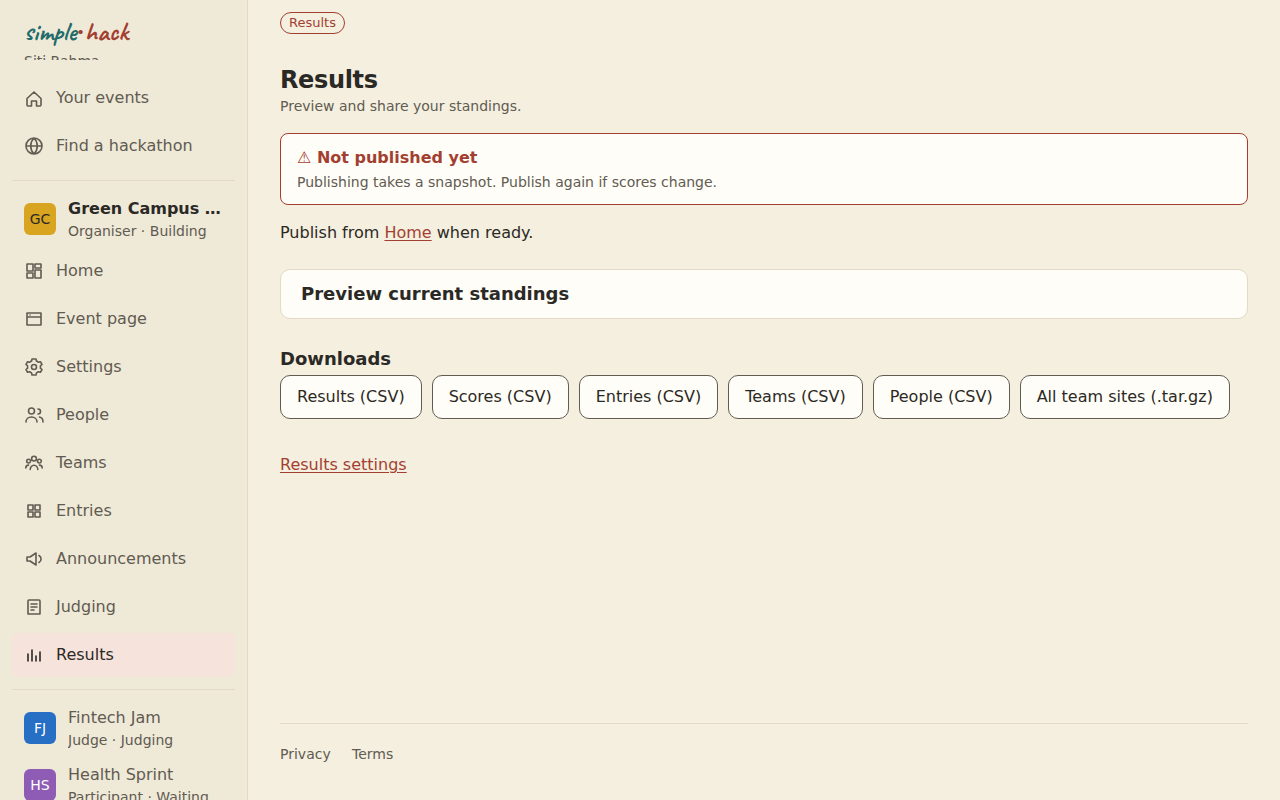 simple·hack
Siti Rahma
Your events
Find a hackathon
GC
Green Campus ...
Organiser · Building
Home
Event page
Settings
People
Teams
Entries
Announcements
Judging
Results
FJ
Fintech Jam
Judge · Judging
HS
Health Sprint
Participant · Waiting
Results
Results
Preview and share your standings.
⚠ Not published yet
Publishing takes a snapshot. Publish again if scores change.
Publish from Home when ready.
Preview current standings
Downloads
Results (CSV)
Scores (CSV)
Entries (CSV)
Teams (CSV)
People (CSV)
All team sites (.tar.gz)
Results settings
Privacy
Terms